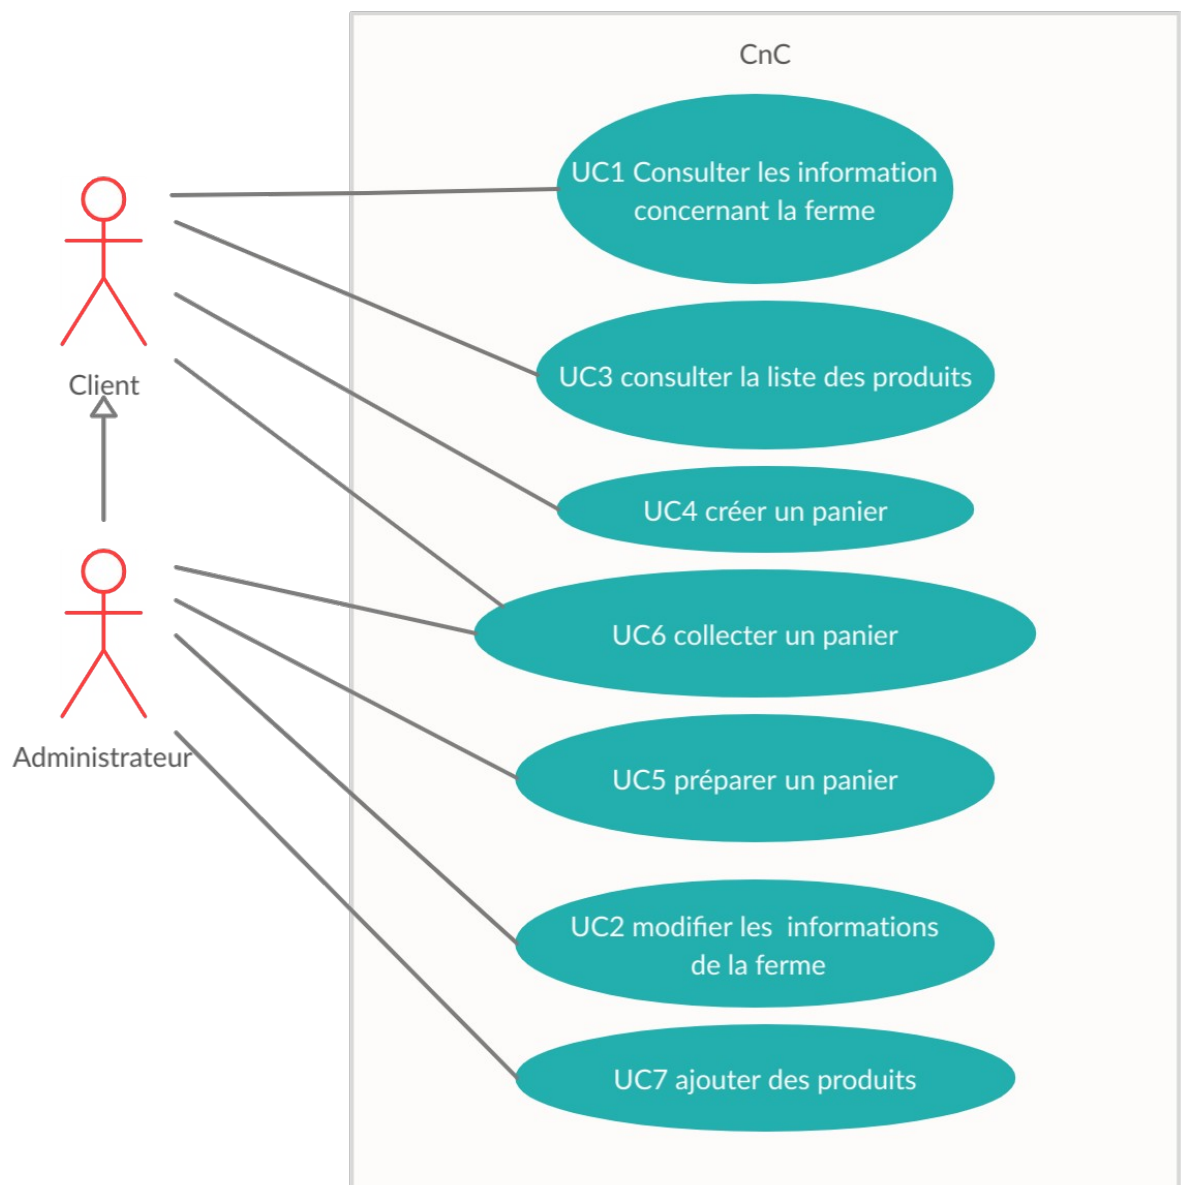 CnC
UC1 Consulter les information
concernant la ferme
UC3 consulter la liste des produits
Client
UC4 créer un panier
UC6 collecter un panier
Administrateur
UC5 préparer un panier
UC2 modifier les  informations
de la ferme
UC7 ajouter des produits